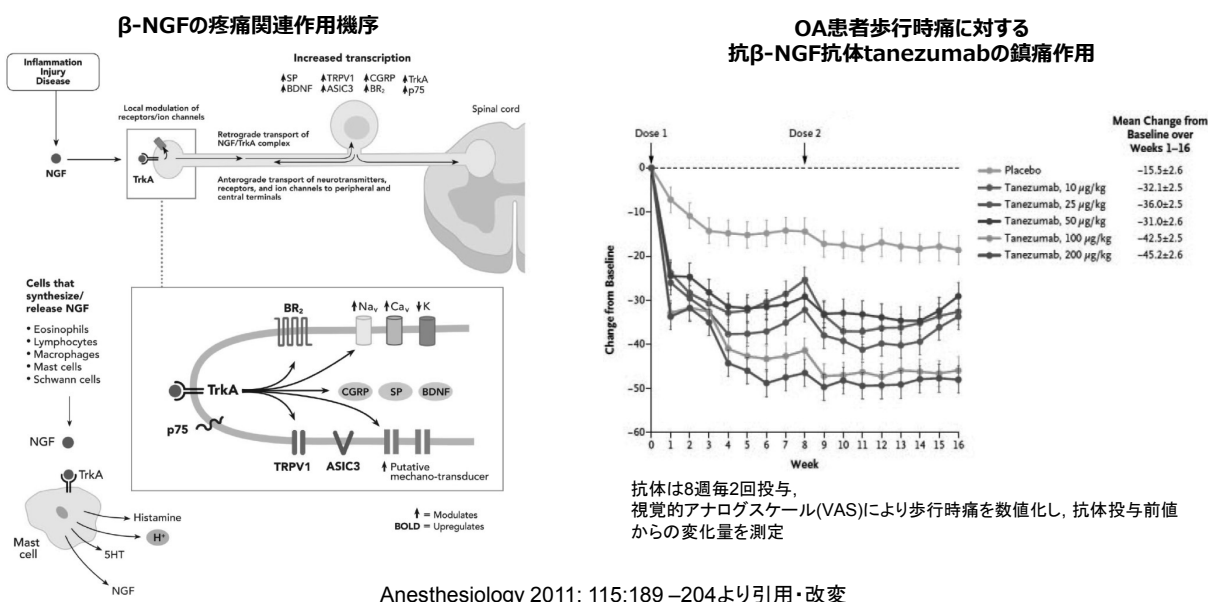 β-NGFの疼痛関連作用機序
Inflammation
Injury
Disease
NGF
Local modulation of
receptors/ion channels
TrkA
Increased transcription
↑SP ↑TRPV1 ↑CGRP ↑TrkA
↑BDNF ↑ASIC3 ↑BR₂ ↑p75
Spinal cord
Retrograde transport of
NGF/TrkA complex
Anterograde transport of neurotransmitters,
receptors, and ion channels to peripheral and
central terminals
Cells that
synthesize/
release NGF
• Eosinophils
• Lymphocytes
• Macrophages
• Mast cells
• Schwann cells
NGF
TrkA
Mast
cell
Histamine
H⁺
5HT
NGF
BR₂
↑Naᵥ ↑Caᵥ ↓K
TrkA
CGRP SP BDNF
p75
TRPV1 ASIC3 ↑ Putative
mechano-transducer
↑ = Modulates
BOLD = Upregulates
OA患者歩行時痛に対する
抗β-NGF抗体tanezumabの鎮痛作用
Dose 1 Dose 2
Mean Change from
Baseline over
Weeks 1–16
Placebo −15.5±2.6
Tanezumab, 10 μg/kg −32.1±2.5
Tanezumab, 25 μg/kg −36.0±2.5
Tanezumab, 50 μg/kg −31.0±2.6
Tanezumab, 100 μg/kg −42.5±2.5
Tanezumab, 200 μg/kg −45.2±2.6
Change from Baseline
0
−10
−20
−30
−40
−50
−60
0 1 2 3 4 5 6 7 8 9 10 11 12 13 14 15 16
Week
抗体は8週毎2回投与,
視覚的アナログスケール(VAS)により歩行時痛を数値化し, 抗体投与前値
からの変化量を測定
Anesthesiology 2011; 115:189 –204より引用・改変